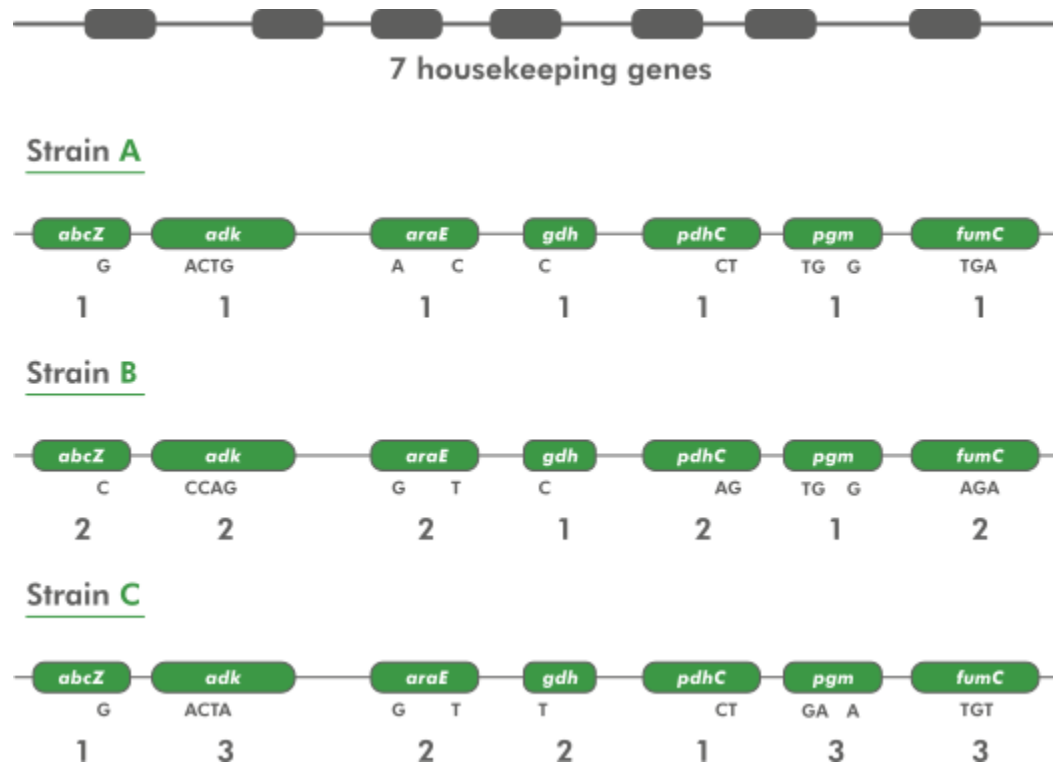 7 housekeeping genes
Strain A
abcZ adk araE gdh pdhC pgm fumC
G ACTG A C C CT TG G TGA
1 1 1 1 1 1 1
Strain B
abcZ adk araE gdh pdhC pgm fumC
C CCAG G T C AG TG G AGA
2 2 2 1 2 1 2
Strain C
abcZ adk araE gdh pdhC pgm fumC
G ACTA G T T CT GA A TGT
1 3 2 2 1 3 3